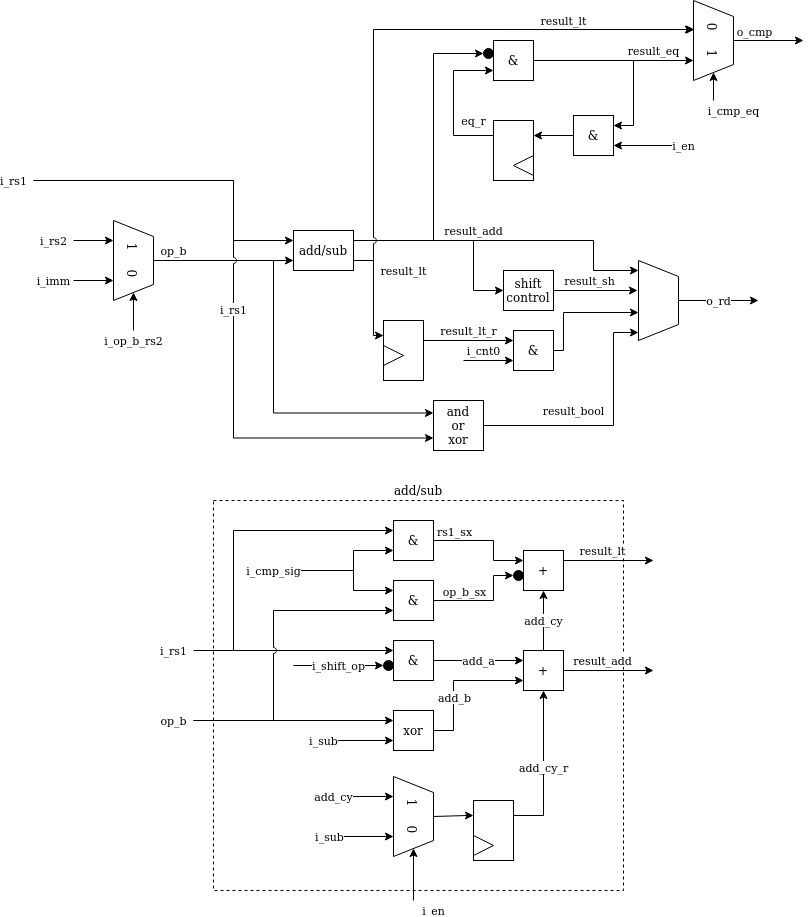 result_lt
0
1
o_cmp
&
result_eq
i_cmp_eq
eq_r
&
i_en
i_rs1
i_rs2
1
0
op_b
i_imm
i_op_b_rs2
add/sub
result_add
result_lt
i_rs1
shift
control
result_sh
o_rd
result_lt_r
i_cnt0
&
and
or
xor
result_bool
add/sub
&
rs1_sx
i_cmp_sig
&
op_b_sx
+
result_lt
add_cy
i_rs1
i_shift_op
&
add_a
+
result_add
add_b
op_b
i_sub
xor
add_cy_r
add_cy
1
0
i_sub
i_en